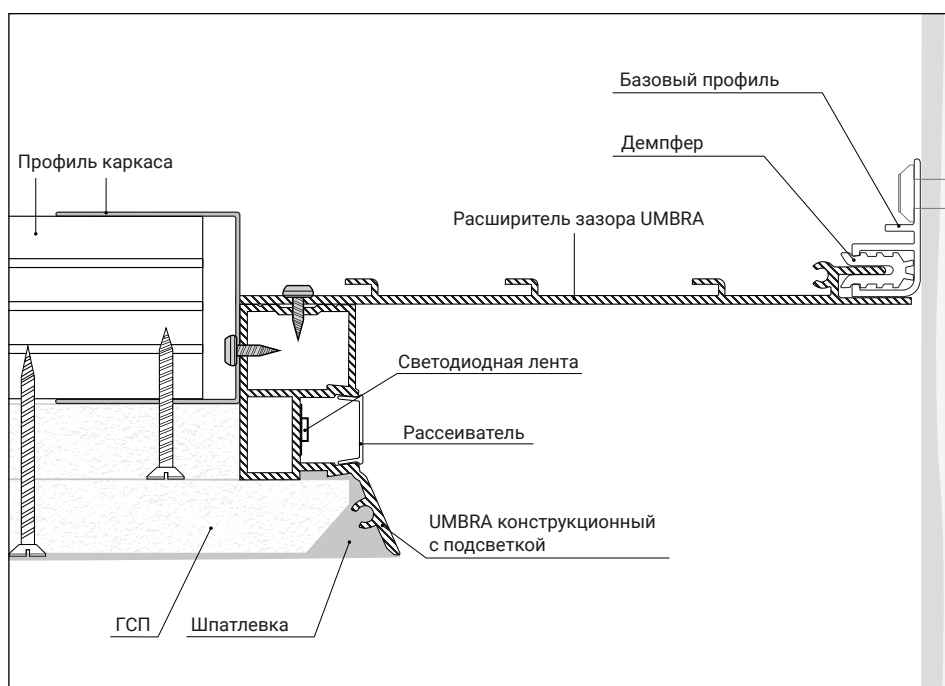 Базовый профиль
Демпфер
Профиль каркаса
Расширитель зазора UMBRA
Светодиодная лента
Рассеиватель
UMBRA конструкционный
с подсветкой
ГСП
Шпатлевка